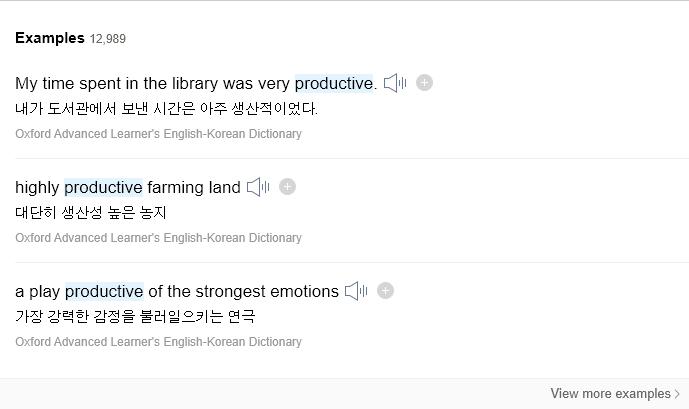 Examples 12,989
My time spent in the library was very productive.
내가 도서관에서 보낸 시간은 아주 생산적이었다.
Oxford Advanced Learner's English-Korean Dictionary
highly productive farming land
대단히 생산성 높은 농지
Oxford Advanced Learner's English-Korean Dictionary
a play productive of the strongest emotions
가장 강력한 감정을 불러일으키는 연극
Oxford Advanced Learner's English-Korean Dictionary
View more examples